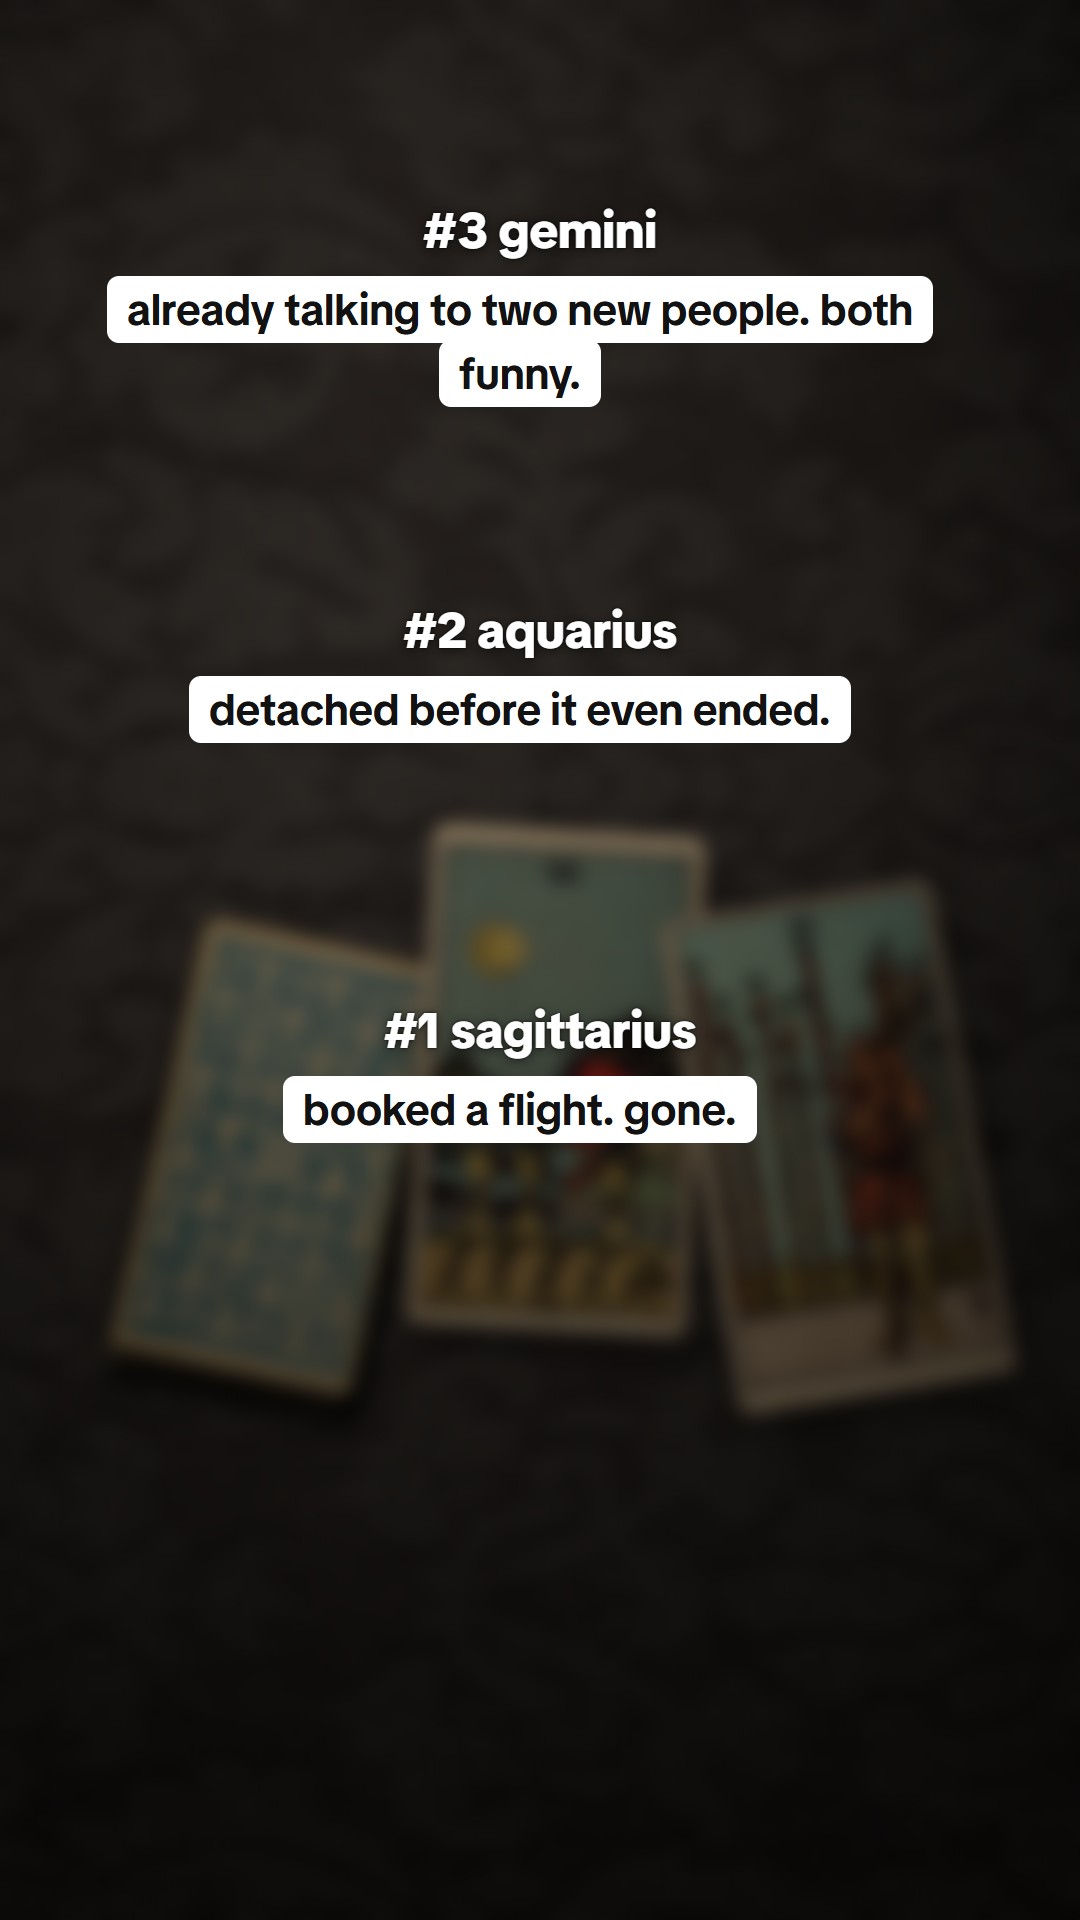 #3 gemini
already talking to two new people. both
funny.
#2 aquarius
detached before it even ended.
#1 sagittarius
booked a flight. gone.